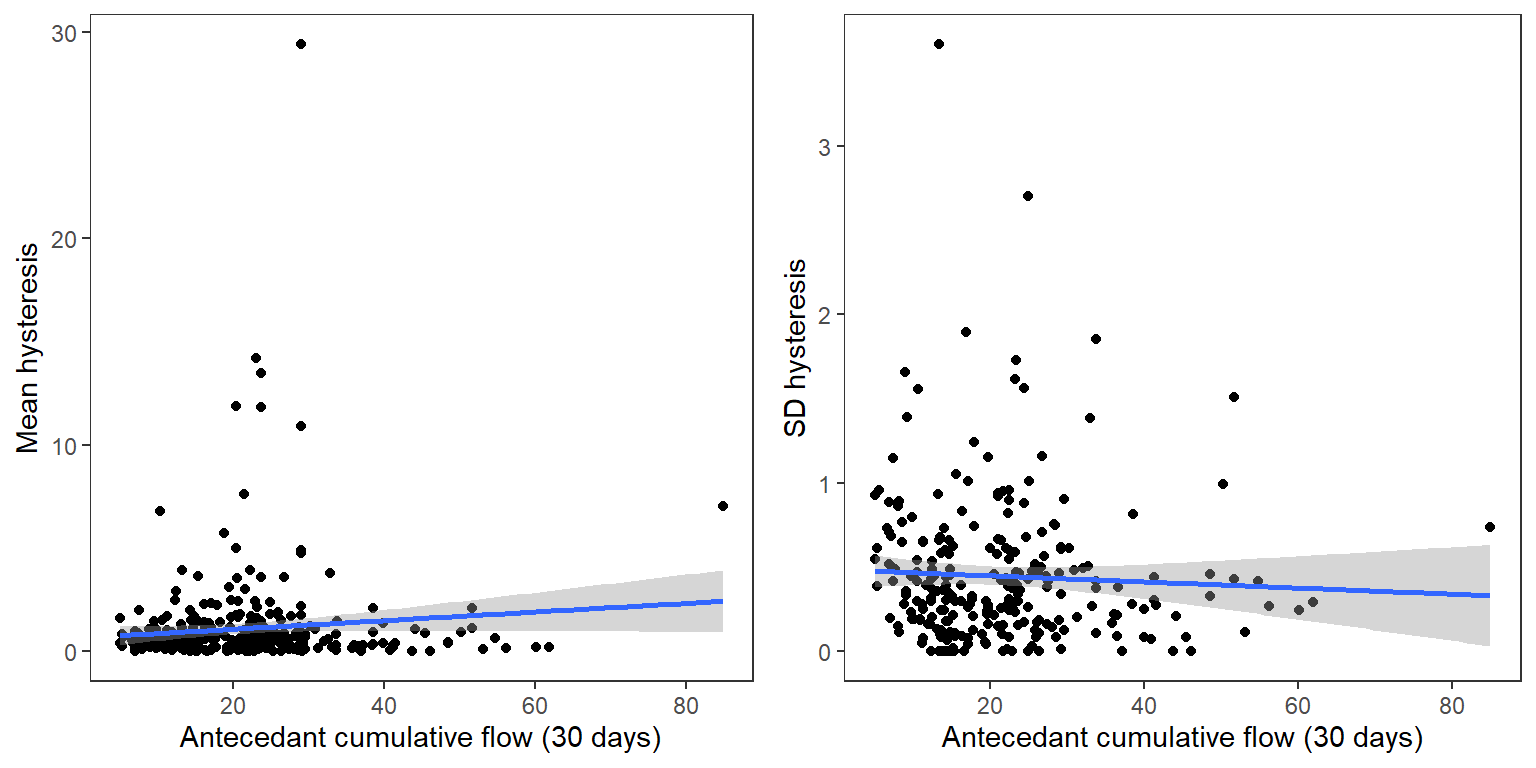 30
20
10
0
Mean hysteresis
20 40 60 80
Antecedant cumulative flow (30 days)
3
2
1
0
SD hysteresis
20 40 60 80
Antecedant cumulative flow (30 days)